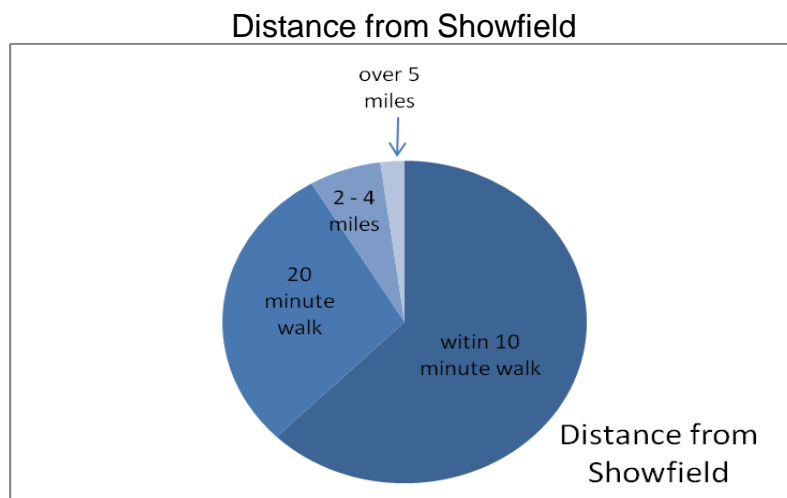 Distance from Showfield
over 5
miles
2 - 4
miles
20
minute
walk
witin 10
minute walk
Distance from
Showfield